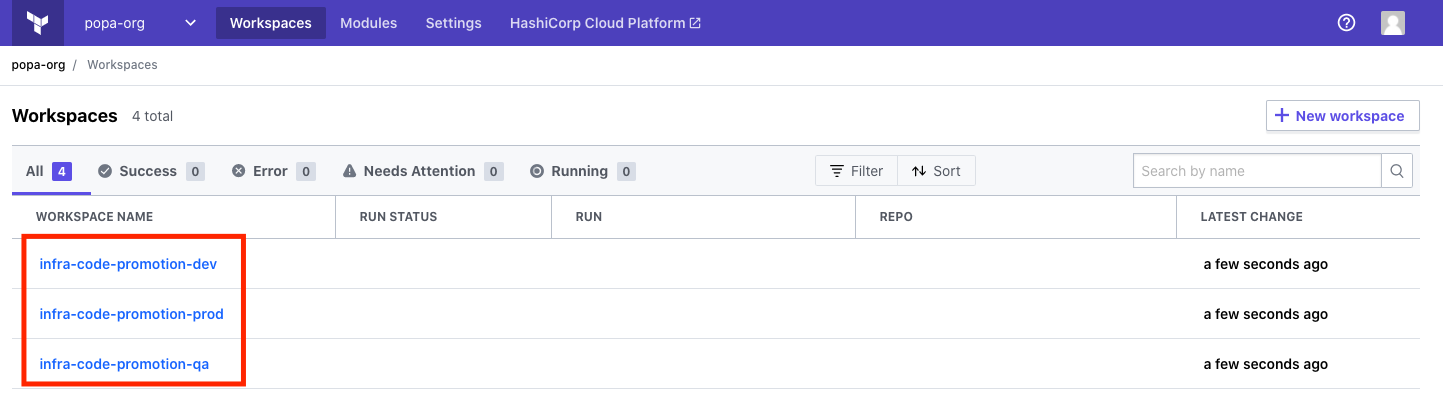 popa-org Workspaces Modules Settings HashiCorp Cloud Platform
popa-org / Workspaces
Workspaces 4 total + New workspace
All 4 Success 0 Error 0 Needs Attention 0 Running 0 Filter Sort Search by name
WORKSPACE NAME RUN STATUS RUN REPO LATEST CHANGE
infra-code-promotion-dev a few seconds ago
infra-code-promotion-prod a few seconds ago
infra-code-promotion-qa a few seconds ago